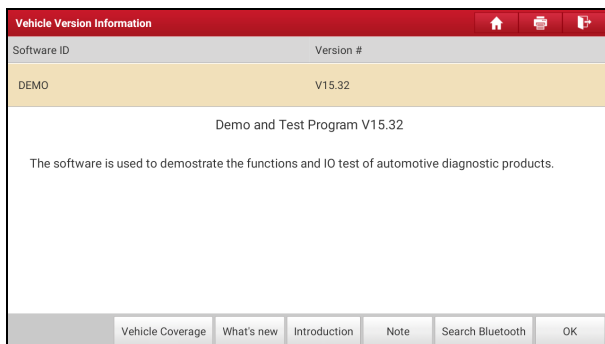 Vehicle Version Information
Software ID Version #
DEMO V15.32
Demo and Test Program V15.32
The software is used to demostrate the functions and IO test of automotive diagnostic products.
Vehicle Coverage What's new Introduction Note Search Bluetooth OK